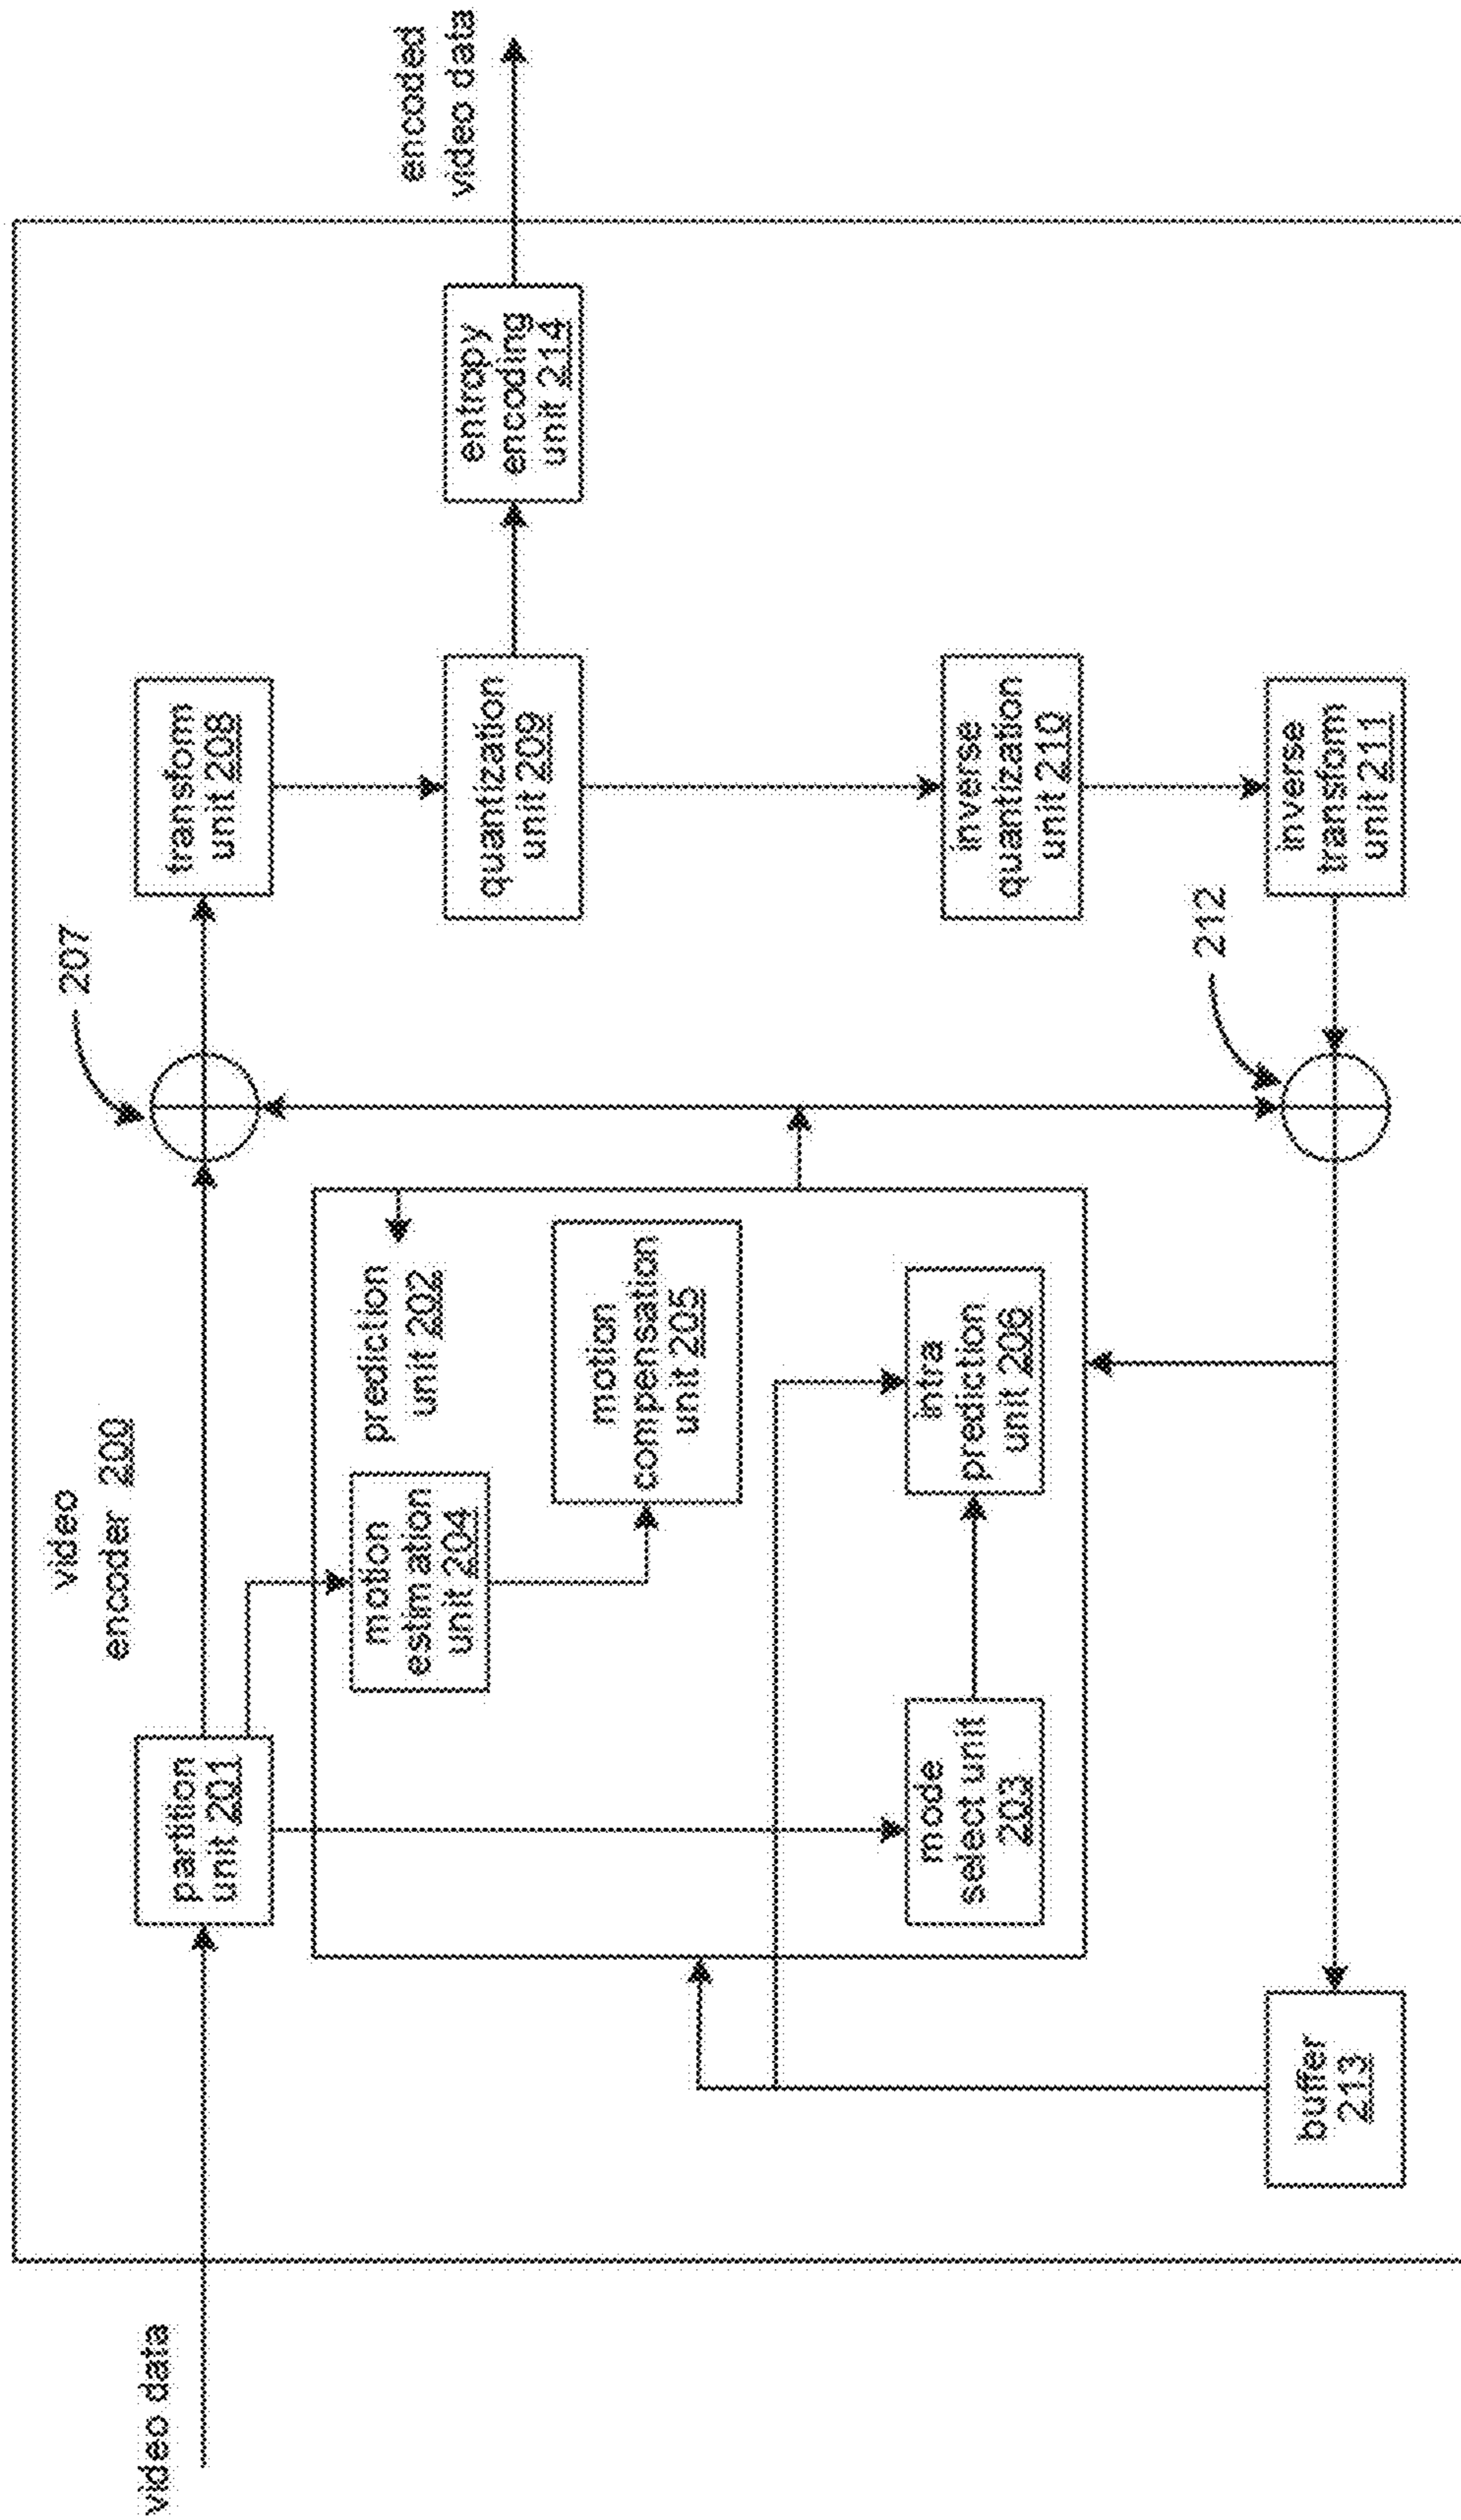 video
encoder 200
207
video data
partition
unit 201
transform
unit 208
encoded
video data
prediction
unit 202
motion
estimation
unit 204
quantization
unit 209
entropy
encoding
unit 214
motion
compensation
unit 205
mode
select unit
203
intra
prediction
unit 206
inverse
quantization
unit 210
212
buffer
213
inverse
transform
unit 211